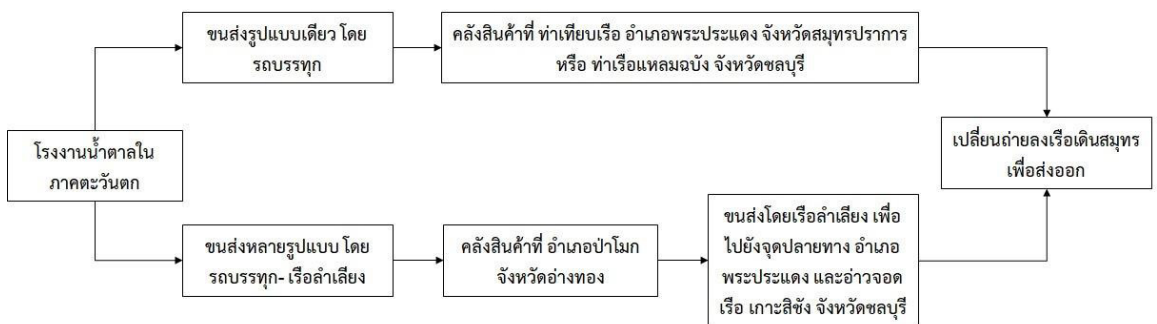 ขนส่งรูปแบบเดียว โดย
รถบรรทุก
คลังสินค้าที่ ท่าเทียบเรือ อำเภอพระประแดง จังหวัดสมุทรปราการ
หรือ ท่าเรือแหลมฉบัง จังหวัดชลบุรี
โรงงานน้ำตาลใน
ภาคตะวันตก
เปลี่ยนถ่ายลงเรือเดินสมุทร
เพื่อส่งออก
ขนส่งหลายรูปแบบ โดย
รถบรรทุก- เรือลำเลียง
คลังสินค้าที่ อำเภอป่าโมก
จังหวัดอ่างทอง
ขนส่งโดยเรือลำเลียง เพื่อ
ไปยังจุดปลายทาง อำเภอ
พระประแดง และอ่าวจอด
เรือ เกาะสิชัง จังหวัดชลบุรี